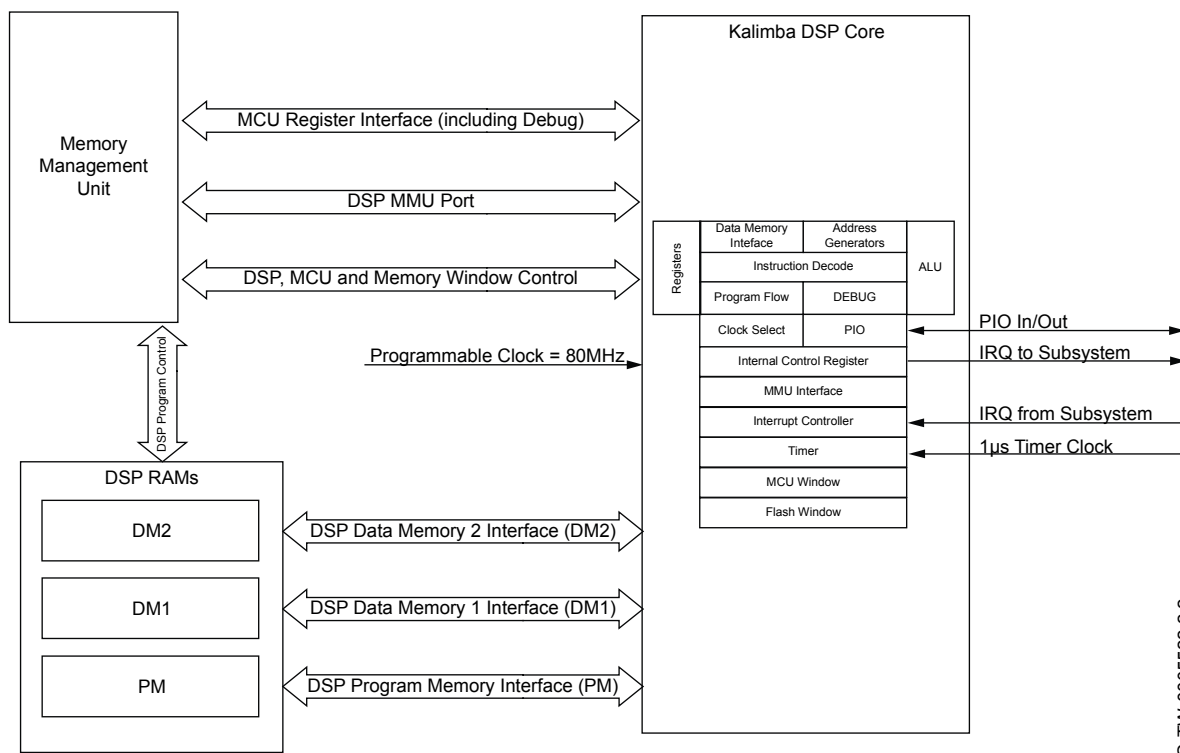 Kalimba DSP Core
Memory
Management
Unit
MCU Register Interface (including Debug)
DSP MMU Port
DSP, MCU and Memory Window Control
Registers
Data Memory
Inteface
Address
Generators
Instruction Decode
ALU
Program Flow
DEBUG
Clock Select
PIO
Internal Control Register
MMU Interface
Interrupt Controller
Timer
MCU Window
Flash Window
PIO In/Out
IRQ to Subsystem
IRQ from Subsystem
1µs Timer Clock
Programmable Clock = 80MHz
DSP Program Control
DSP RAMs
DM2
DM1
PM
DSP Data Memory 2 Interface (DM2)
DSP Data Memory 1 Interface (DM1)
DSP Program Memory Interface (PM)